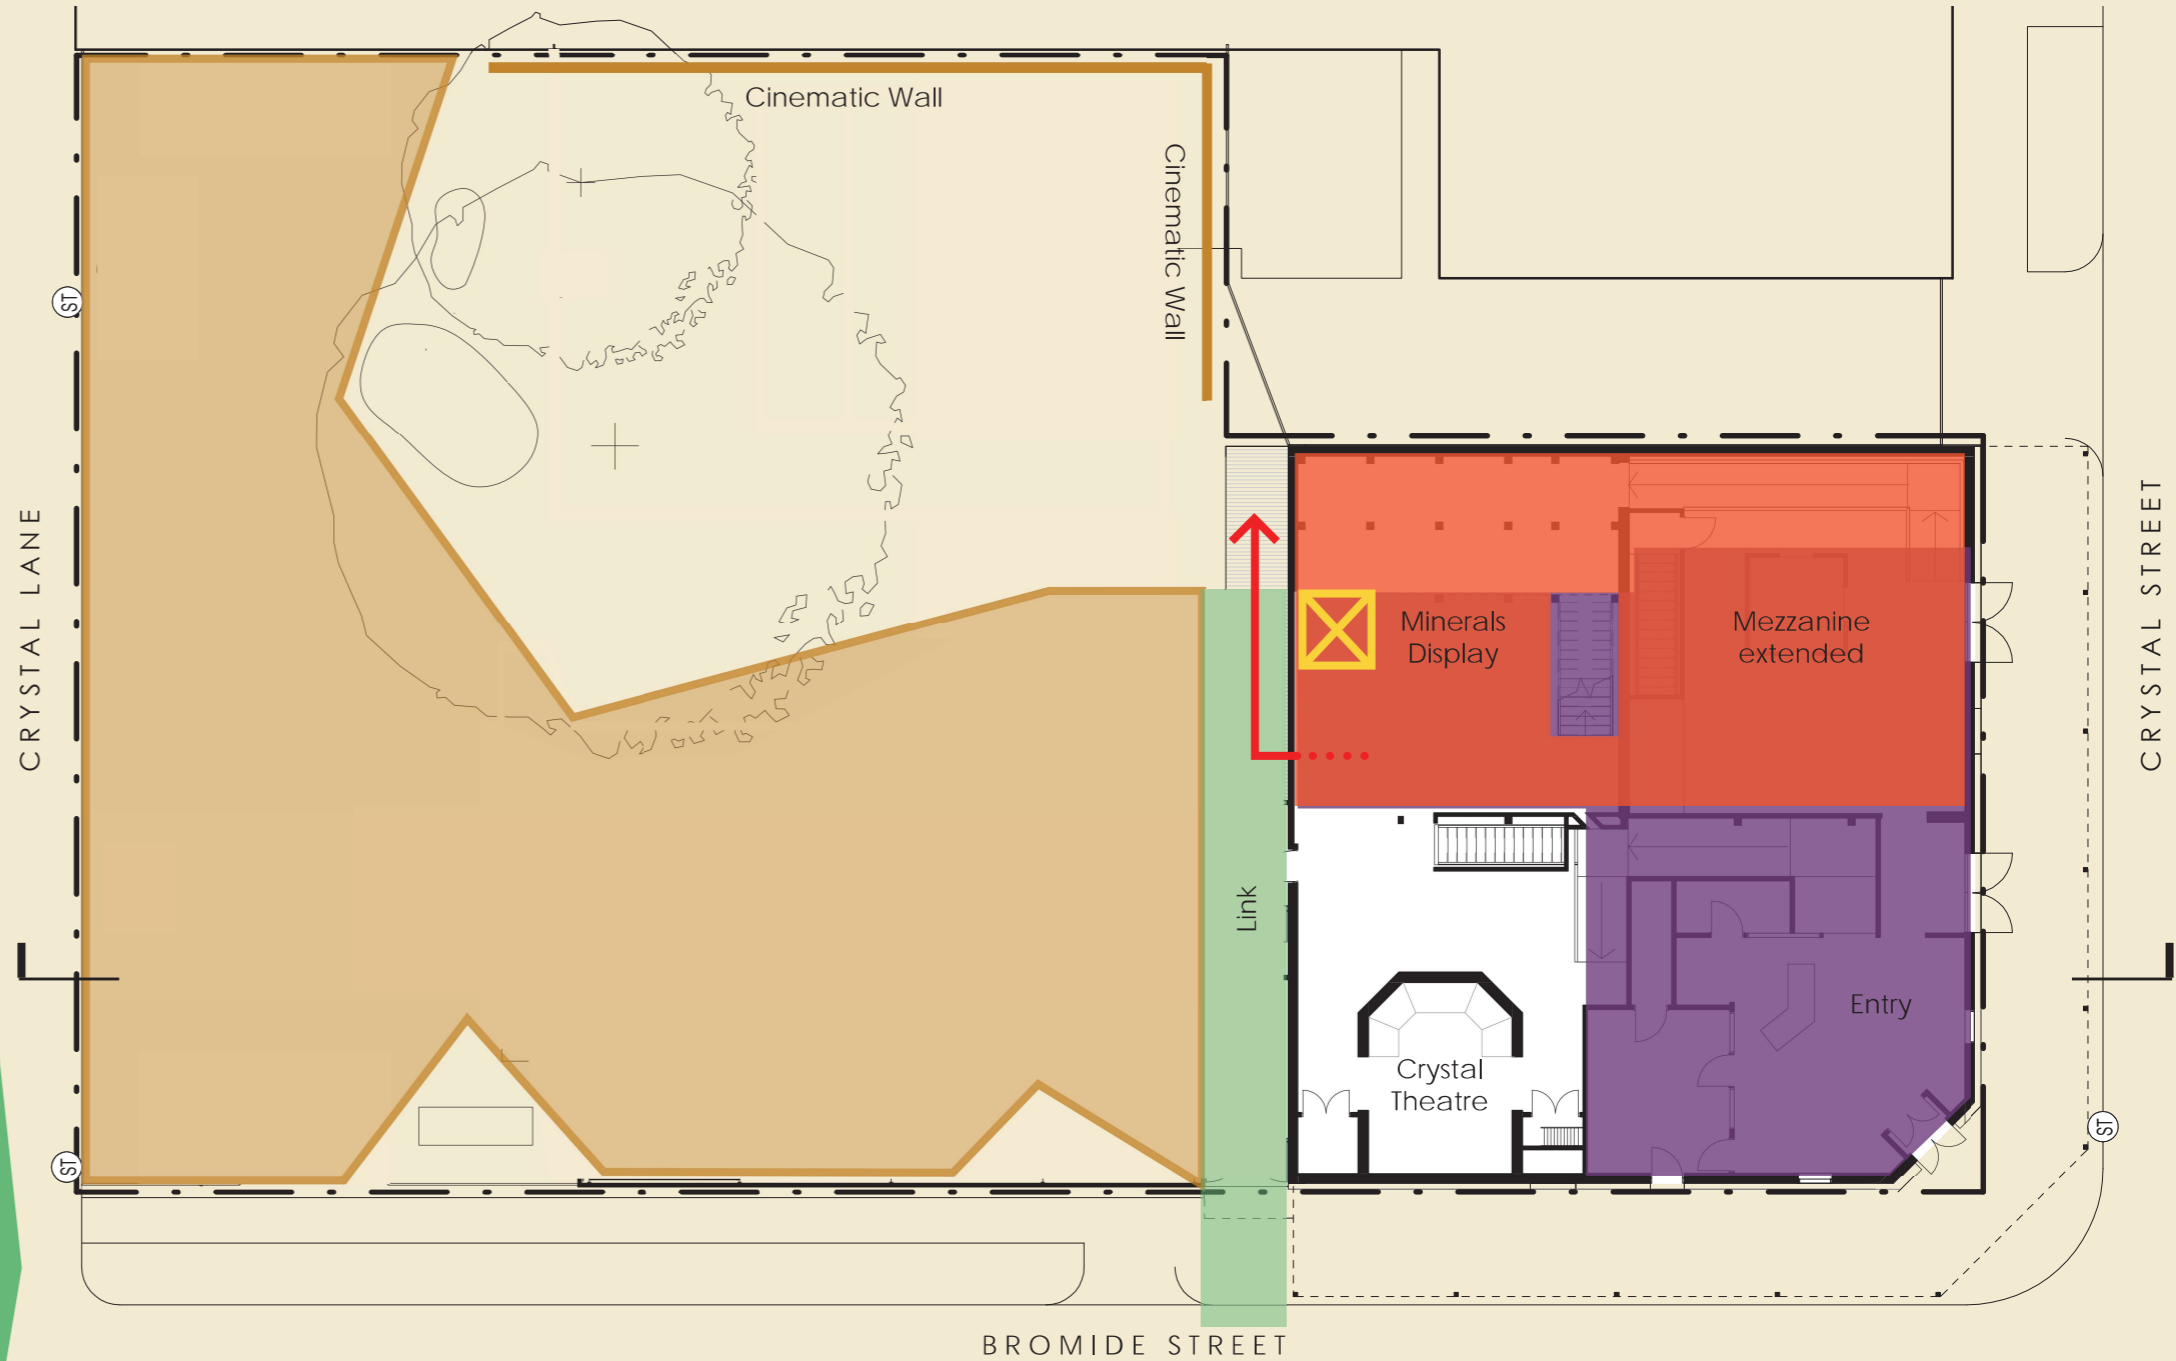 Cinematic Wall
Cinematic Wall
ST
CRYSTAL LANE
CRYSTAL STREET
Minerals
Display
Mezzanine
extended
Link
Entry
Crystal
Theatre
ST
ST
BROMIDE STREET